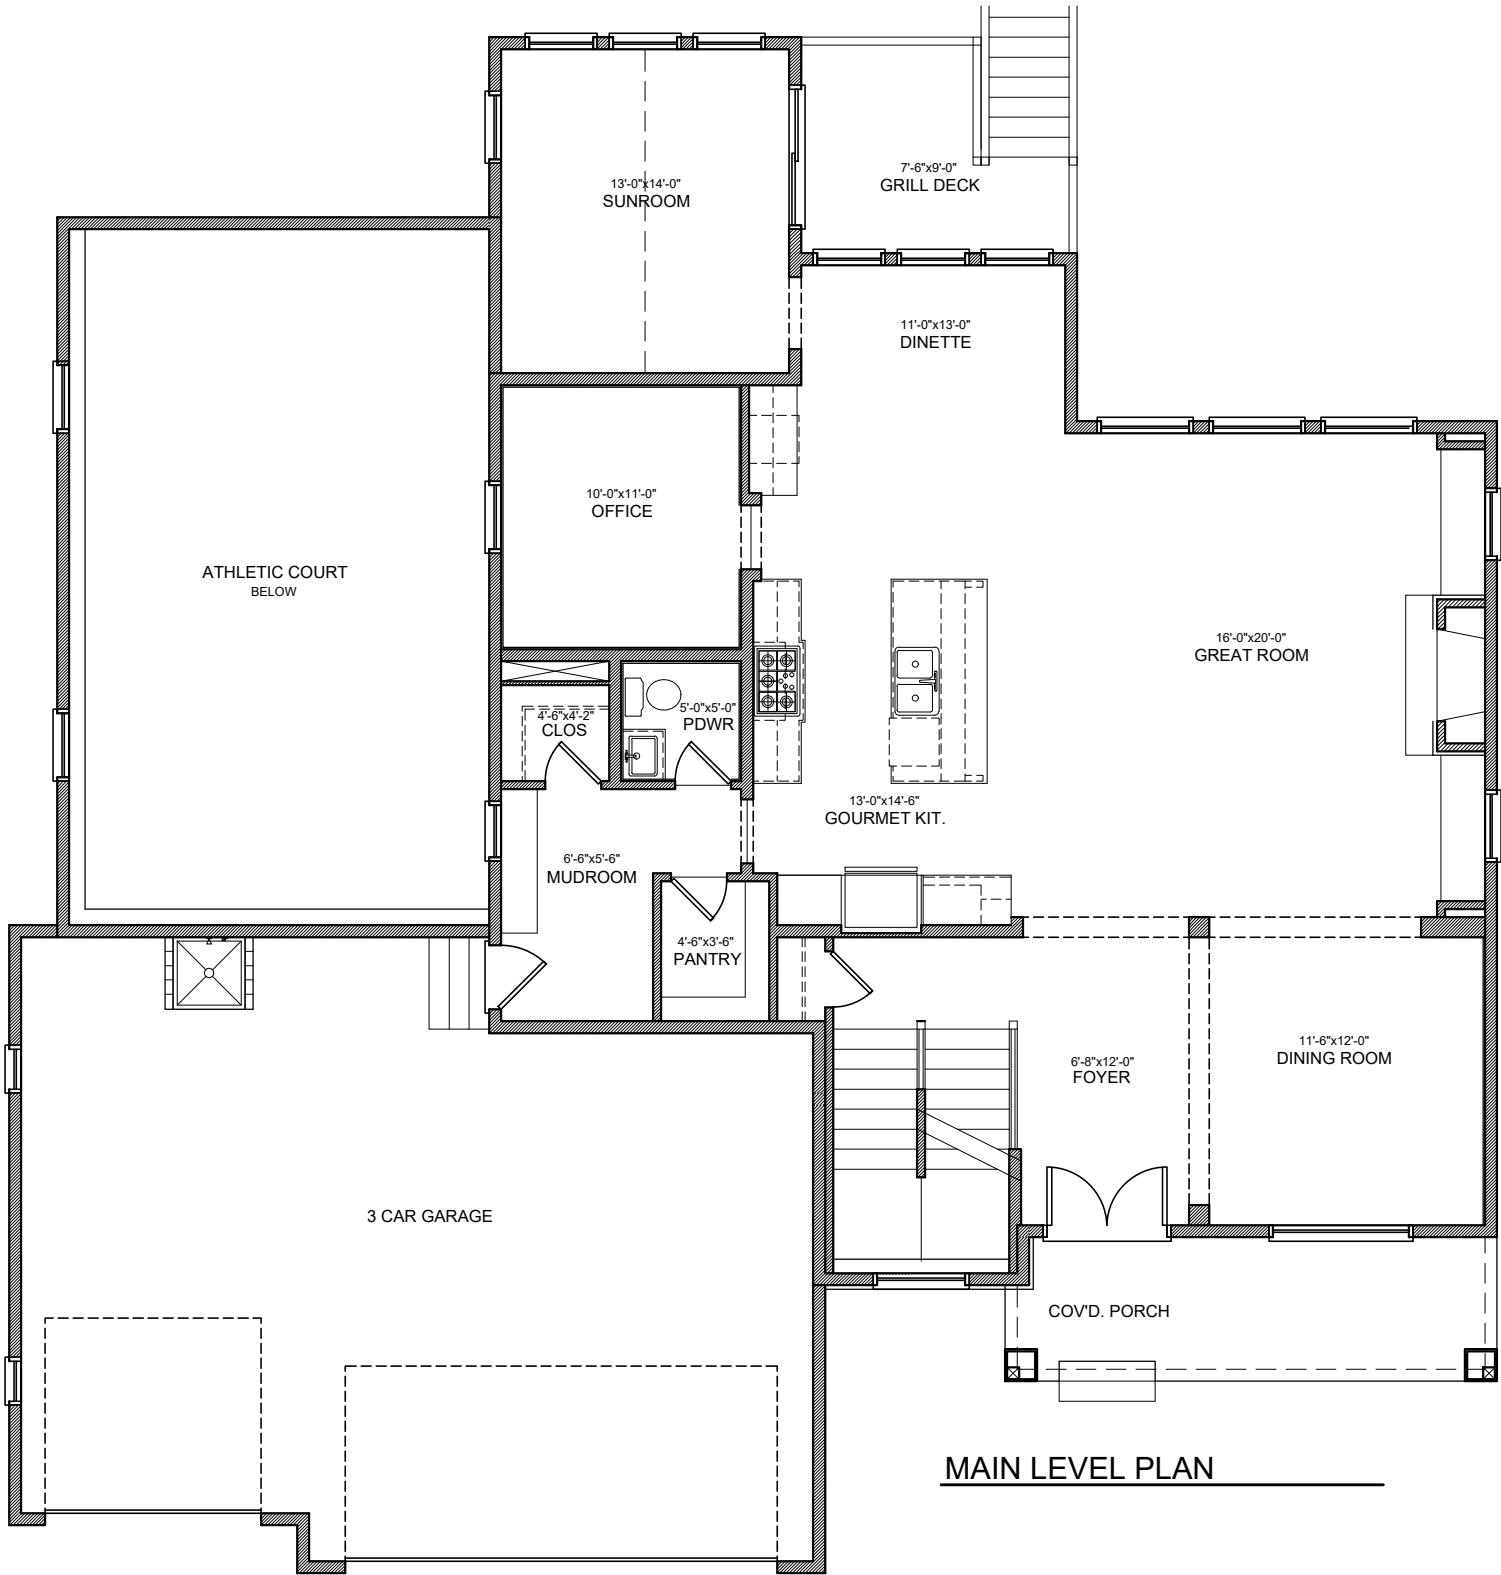 7'-6"x9'-0"
GRILL DECK
13'-0"x14'-0"
SUNROOM
11'-0"x13'-0"
DINETTE
10'-0"x11'-0"
OFFICE
ATHLETIC COURT
BELOW
16'-0"x20'-0"
GREAT ROOM
4'-6"x4'-2"
CLOS
5'-0"x5'-0"
PDWR
13'-0"x14'-6"
GOURMET KIT.
6'-6"x5'-6"
MUDROOM
4'-6"x3'-6"
PANTRY
11'-6"x12'-0"
DINING ROOM
6'-8"x12'-0"
FOYER
3 CAR GARAGE
COV'D. PORCH
MAIN LEVEL PLAN